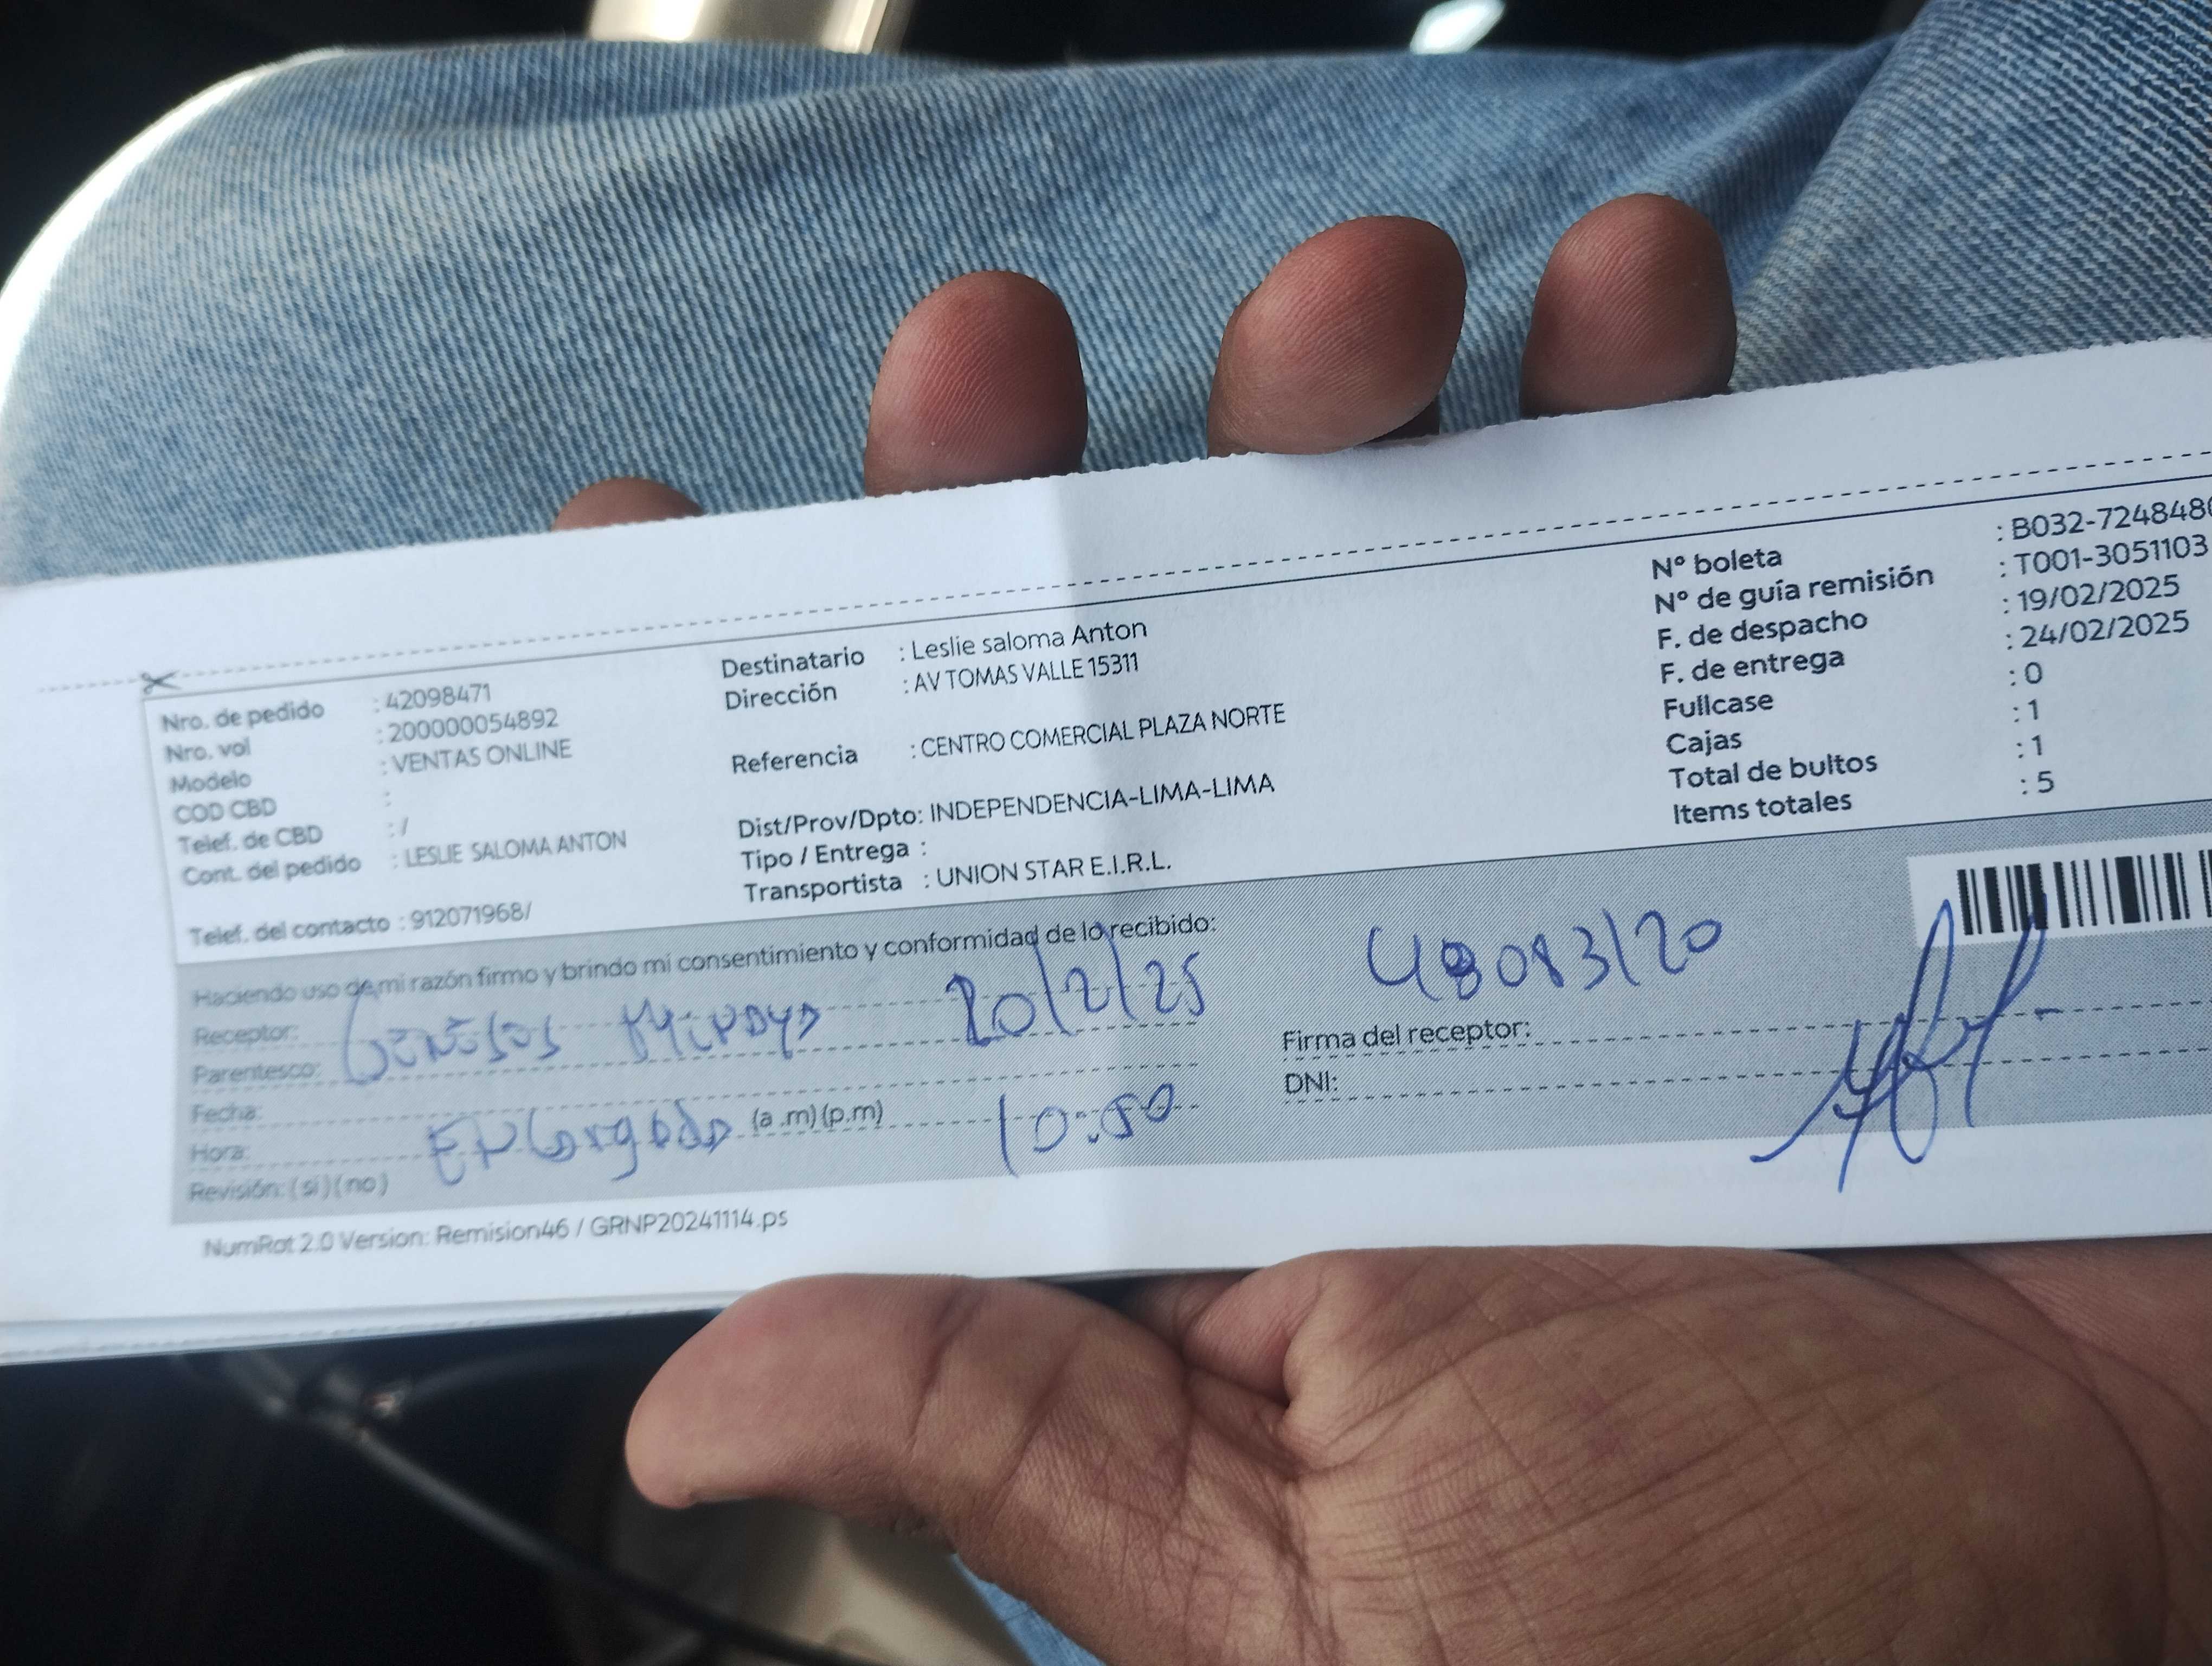 Nro. de pedido : 42098471
Nro. vol : 200000054892
Modelo : VENTAS ONLINE
COD CBD :
Telef. de CBD : /
Cont. del pedido : LESLIE SALOMA ANTON
Telef. del contacto : 912071968/
Destinatario : Leslie saloma Anton
Dirección : AV TOMAS VALLE 15311
Referencia : CENTRO COMERCIAL PLAZA NORTE
Dist/Prov/Dpto: INDEPENDENCIA-LIMA-LIMA
Tipo / Entrega :
Transportista : UNION STAR E.I.R.L.
Nº boleta : B032-724848
Nº de guía remisión : T001-3051103
F. de despacho : 19/02/2025
F. de entrega : 24/02/2025
Fullcase : 0
Cajas : 1
Total de bultos : 1
Items totales : 5
Haciendo uso de mi razón firmo y brindo mi consentimiento y conformidad de lo recibido:
Receptor:
Parentesco: 20/2/25
Fecha:
Hora: Encargado (a .m) (p.m) 10:50
Revisión: ( si ) ( no )
Firma del receptor:
DNI:
NumRot 2.0 Version: Remision46 / GRNP20241114.ps